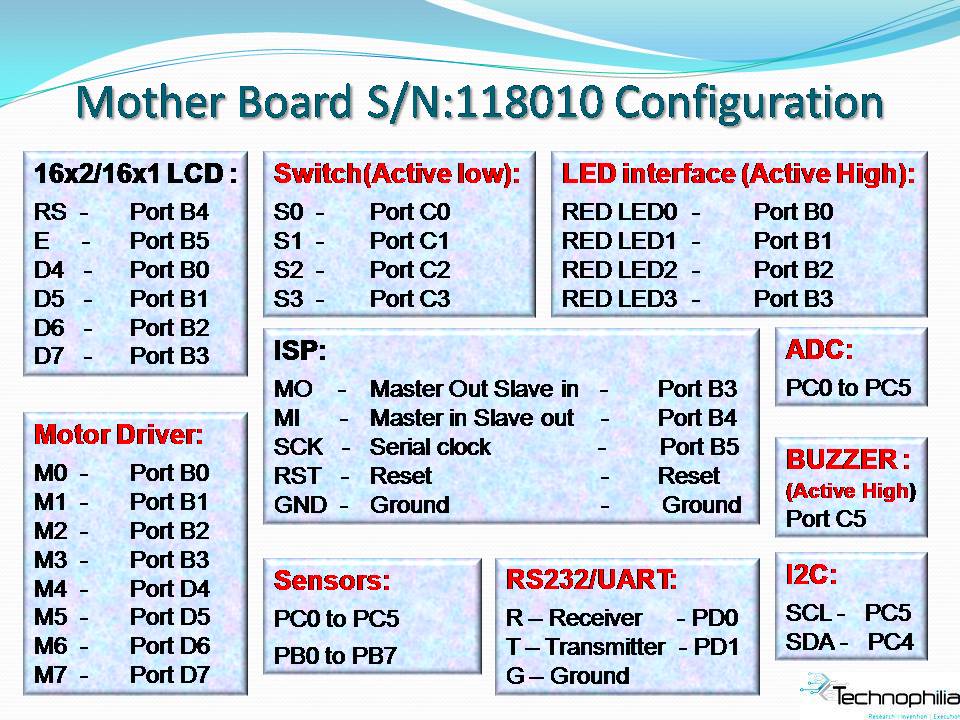 Mother Board S/N:118010 Configuration
16x2/16x1 LCD :
RS - Port B4
E - Port B5
D4 - Port B0
D5 - Port B1
D6 - Port B2
D7 - Port B3
Switch(Active low):
S0 - Port C0
S1 - Port C1
S2 - Port C2
S3 - Port C3
LED interface (Active High):
RED LED0 - Port B0
RED LED1 - Port B1
RED LED2 - Port B2
RED LED3 - Port B3
ISP:
MO - Master Out Slave in - Port B3
MI - Master in Slave out - Port B4
SCK - Serial clock - Port B5
RST - Reset - Reset
GND - Ground - Ground
ADC:
PC0 to PC5
Motor Driver:
M0 - Port B0
M1 - Port B1
M2 - Port B2
M3 - Port B3
M4 - Port D4
M5 - Port D5
M6 - Port D6
M7 - Port D7
BUZZER :
(Active High)
Port C5
Sensors:
PC0 to PC5
PB0 to PB7
RS232/UART:
R – Receiver - PD0
T – Transmitter - PD1
G – Ground
I2C:
SCL - PC5
SDA - PC4
Technophilia
Research | Invention | Execution